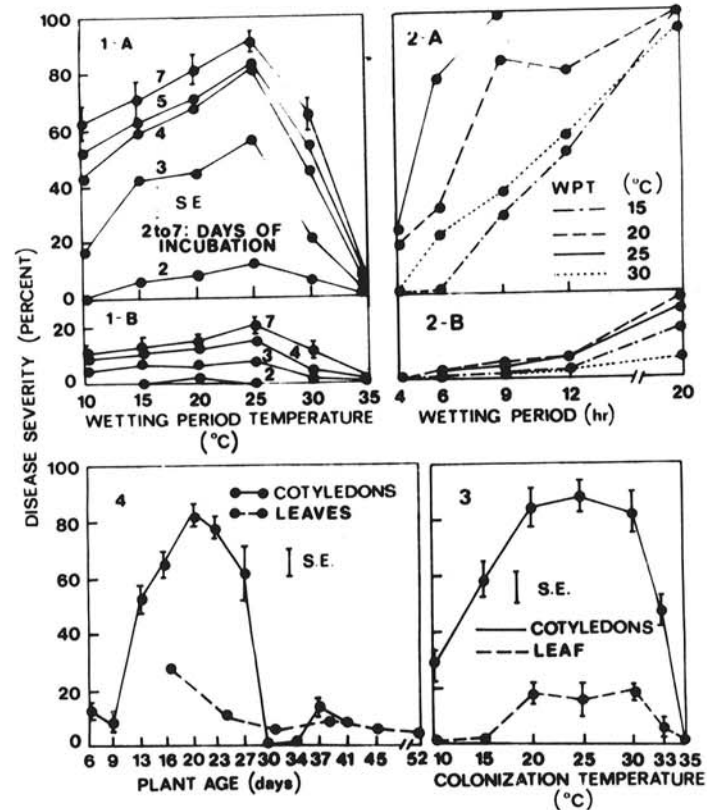 DISEASE SEVERITY (PERCENT)
1-A
100
80
60
40
20
0
7
5
4
3
SE
2 to 7: DAYS OF
INCUBATION
2
1-B
20
0
7
3
4
2
10 15 20 25 30 35
WETTING PERIOD TEMPERATURE
(°C)
2-A
WPT (°C)
15
20
25
30
2-B
4 6 9 12 20
WETTING PERIOD (hr)
4
100
80
60
40
20
0
COTYLEDONS
LEAVES
S.E.
6 9 13 16 20 23 27 30 34 37 41 45 52
PLANT AGE (days)
3
S.E.
COTYLEDONS
LEAF
10 15 20 25 30 33 35
COLONIZATION TEMPERATURE
(°C)